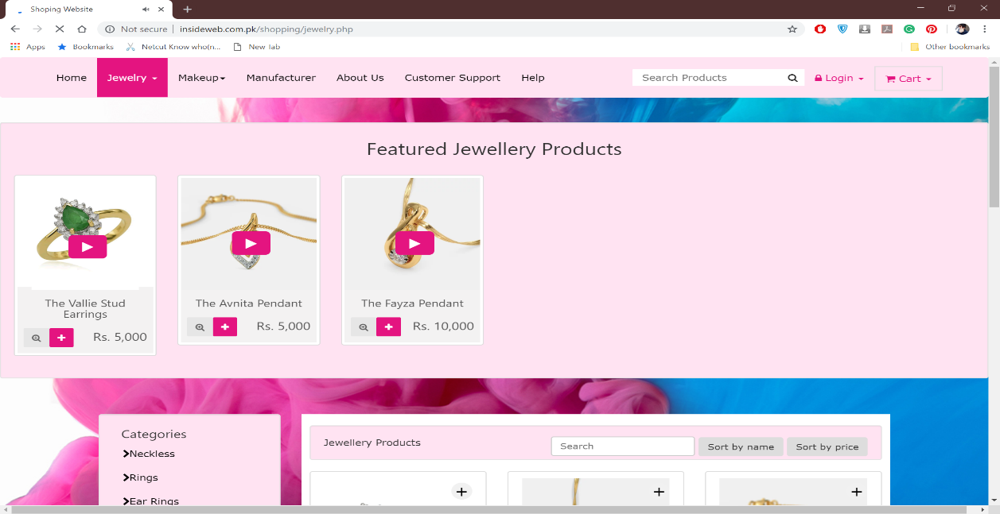 Shoping Website
Not secure | insideweb.com.pk/shopping/jewelry.php
Apps Bookmarks Netcut Know who(n... New Tab Other bookmarks
Home Jewelry Makeup Manufacturer About Us Customer Support Help Search Products Login Cart
Featured Jewellery Products
The Vallie Stud
Earrings
Rs. 5,000
The Avnita Pendant
Rs. 5,000
The Fayza Pendant
Rs. 10,000
Categories
Neckless
Rings
Ear Rings
Jewellery Products Search Sort by name Sort by price